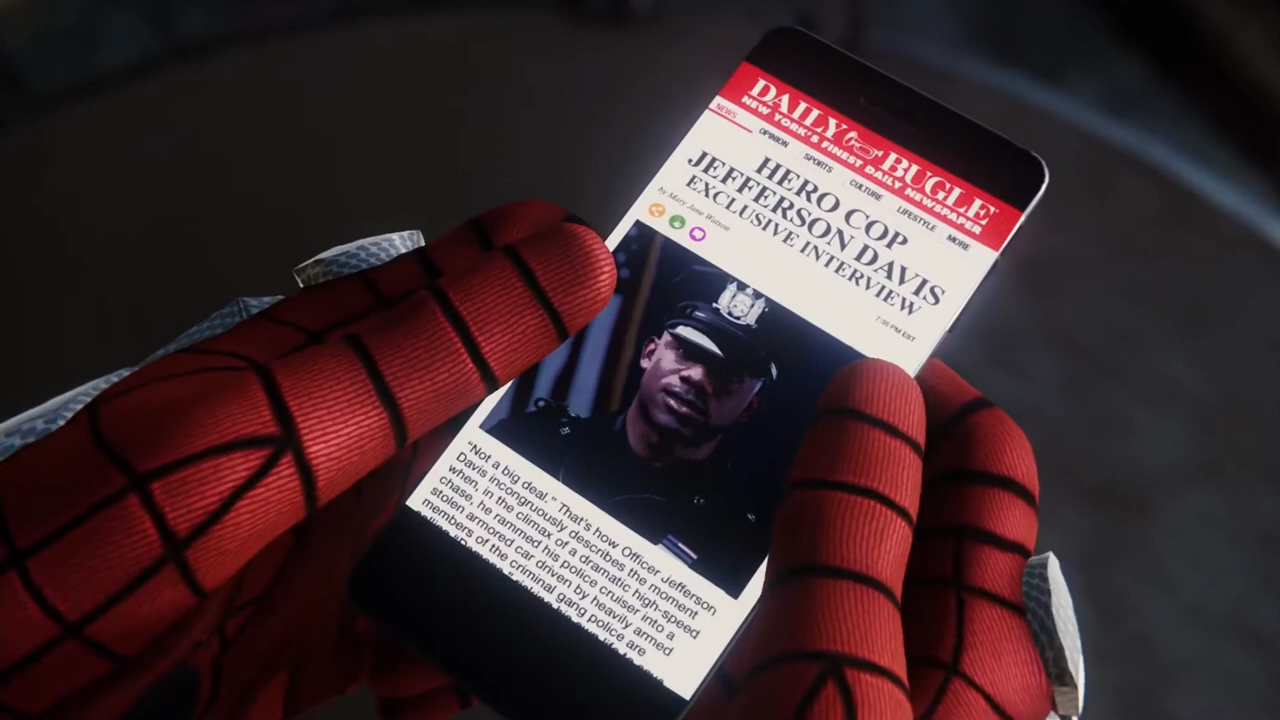 DAILY BUGLE
NEW YORK'S FINEST DAILY NEWSPAPER
NEWS OPINION SPORTS CULTURE LIFESTYLE MORE
HERO COP
JEFFERSON DAVIS
EXCLUSIVE INTERVIEW
by Mary Jane Watson
7:35 PM EST
"Not a big deal." That's how Officer Jefferson
Davis incongruously describes the moment
when, in the climax of a dramatic high-speed
chase, he rammed his police cruiser into a
stolen armored car driven by heavily armed
members of the criminal gang police are